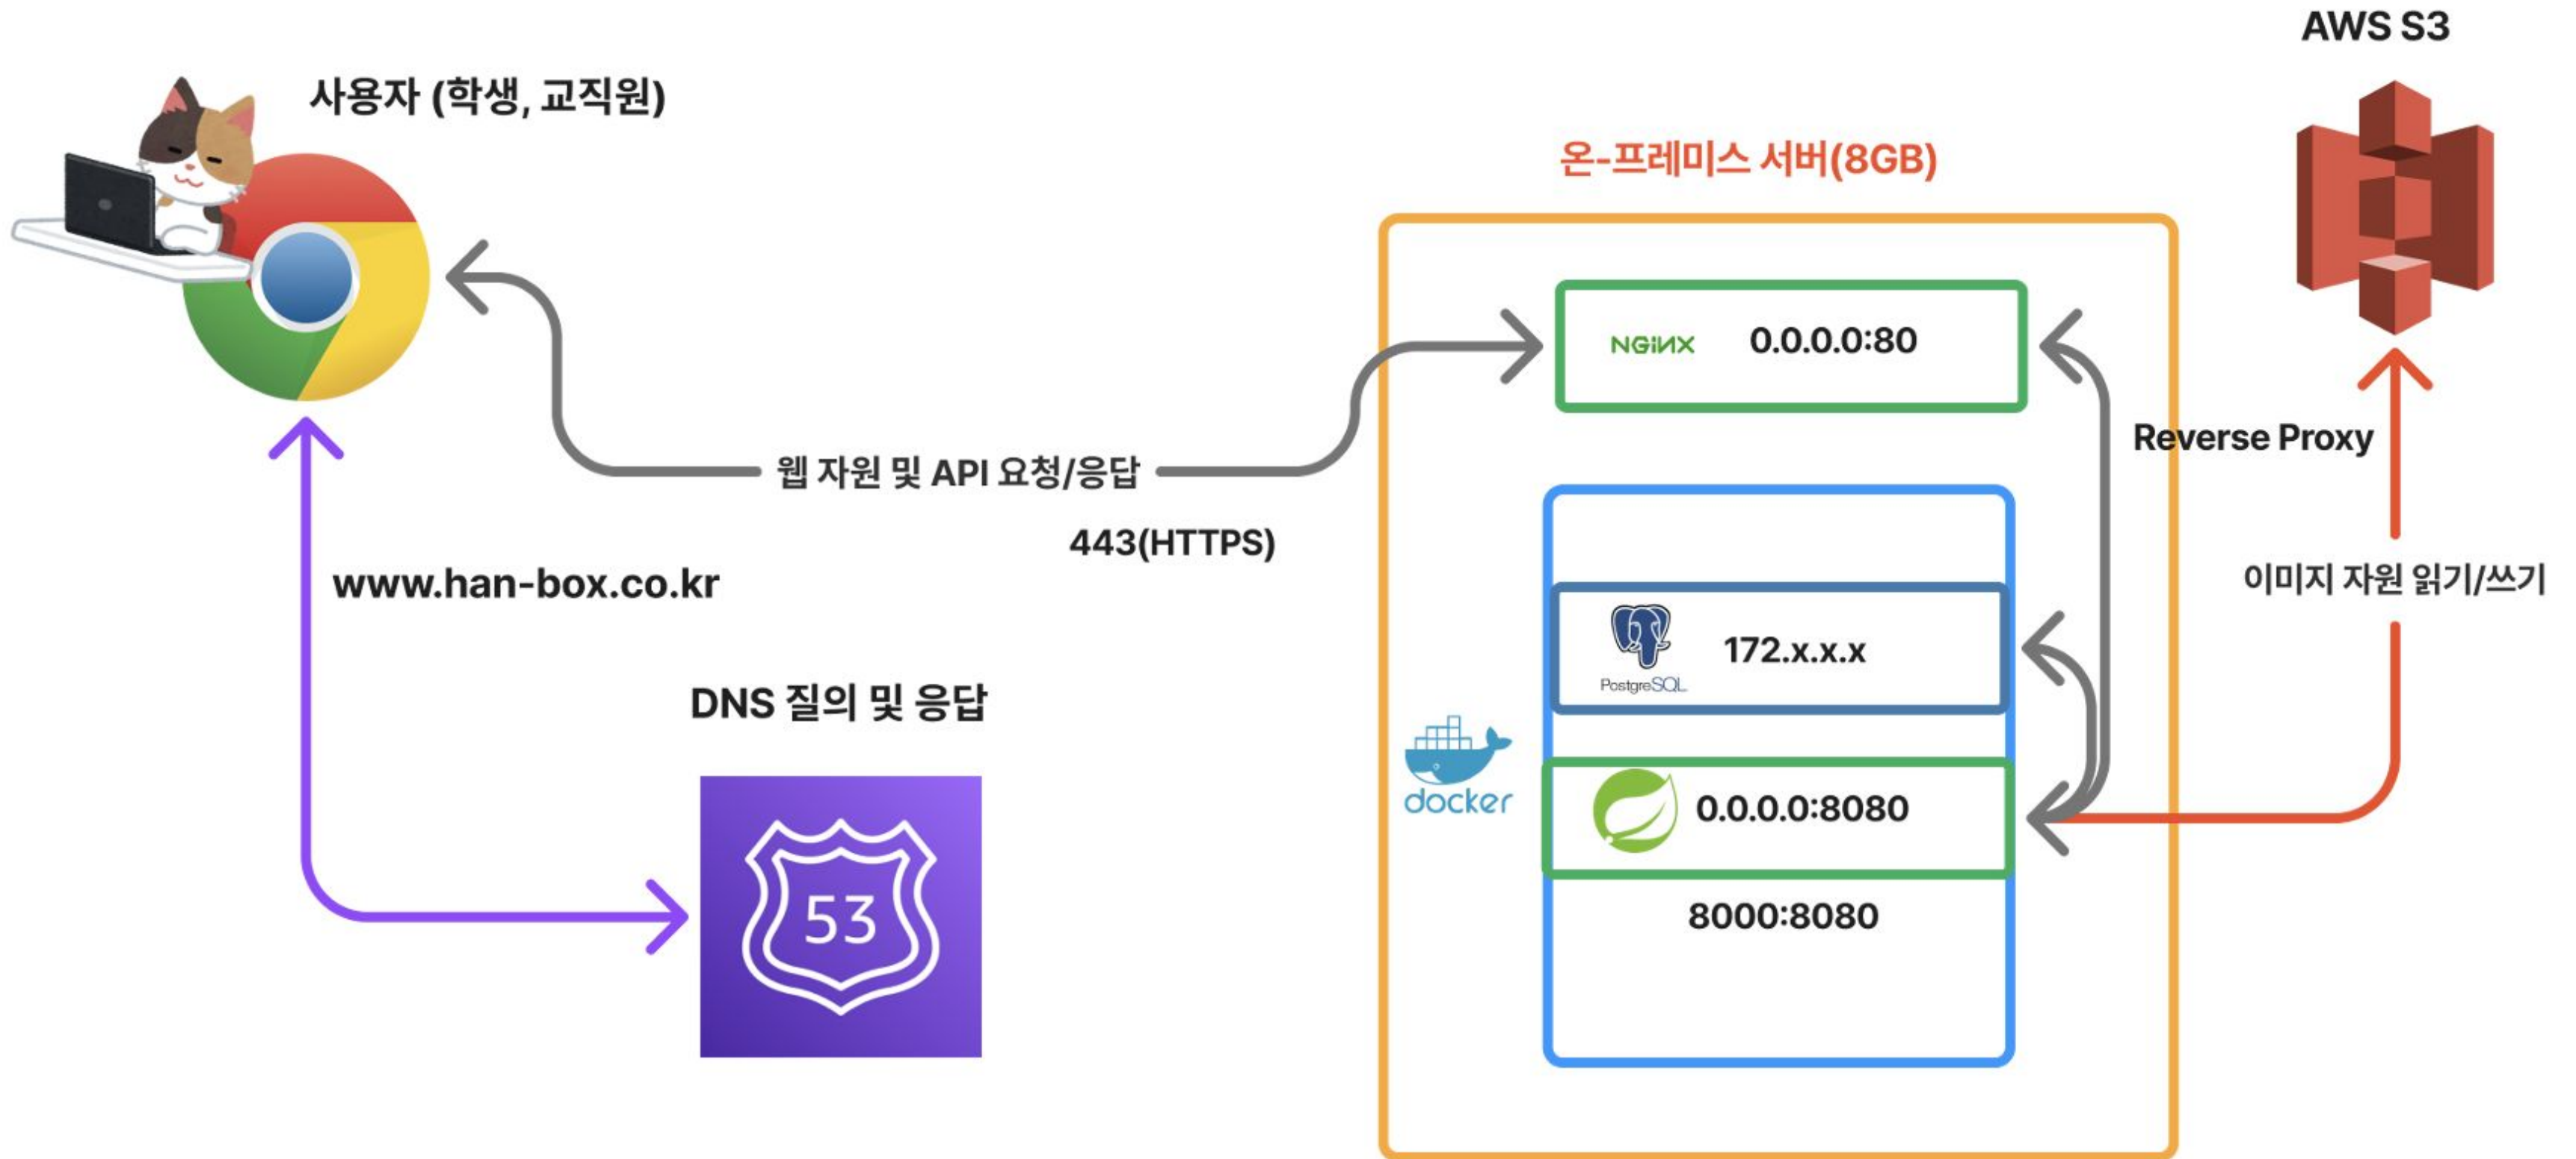 AWS S3
사용자 (학생, 교직원)
온-프레미스 서버(8GB)
NGiNX
0.0.0.0:80
Reverse Proxy
웹 자원 및 API 요청/응답
443(HTTPS)
www.han-box.co.kr
이미지 자원 읽기/쓰기
172.x.x.x
PostgreSQL
DNS 질의 및 응답
docker
0.0.0.0:8080
8000:8080
53